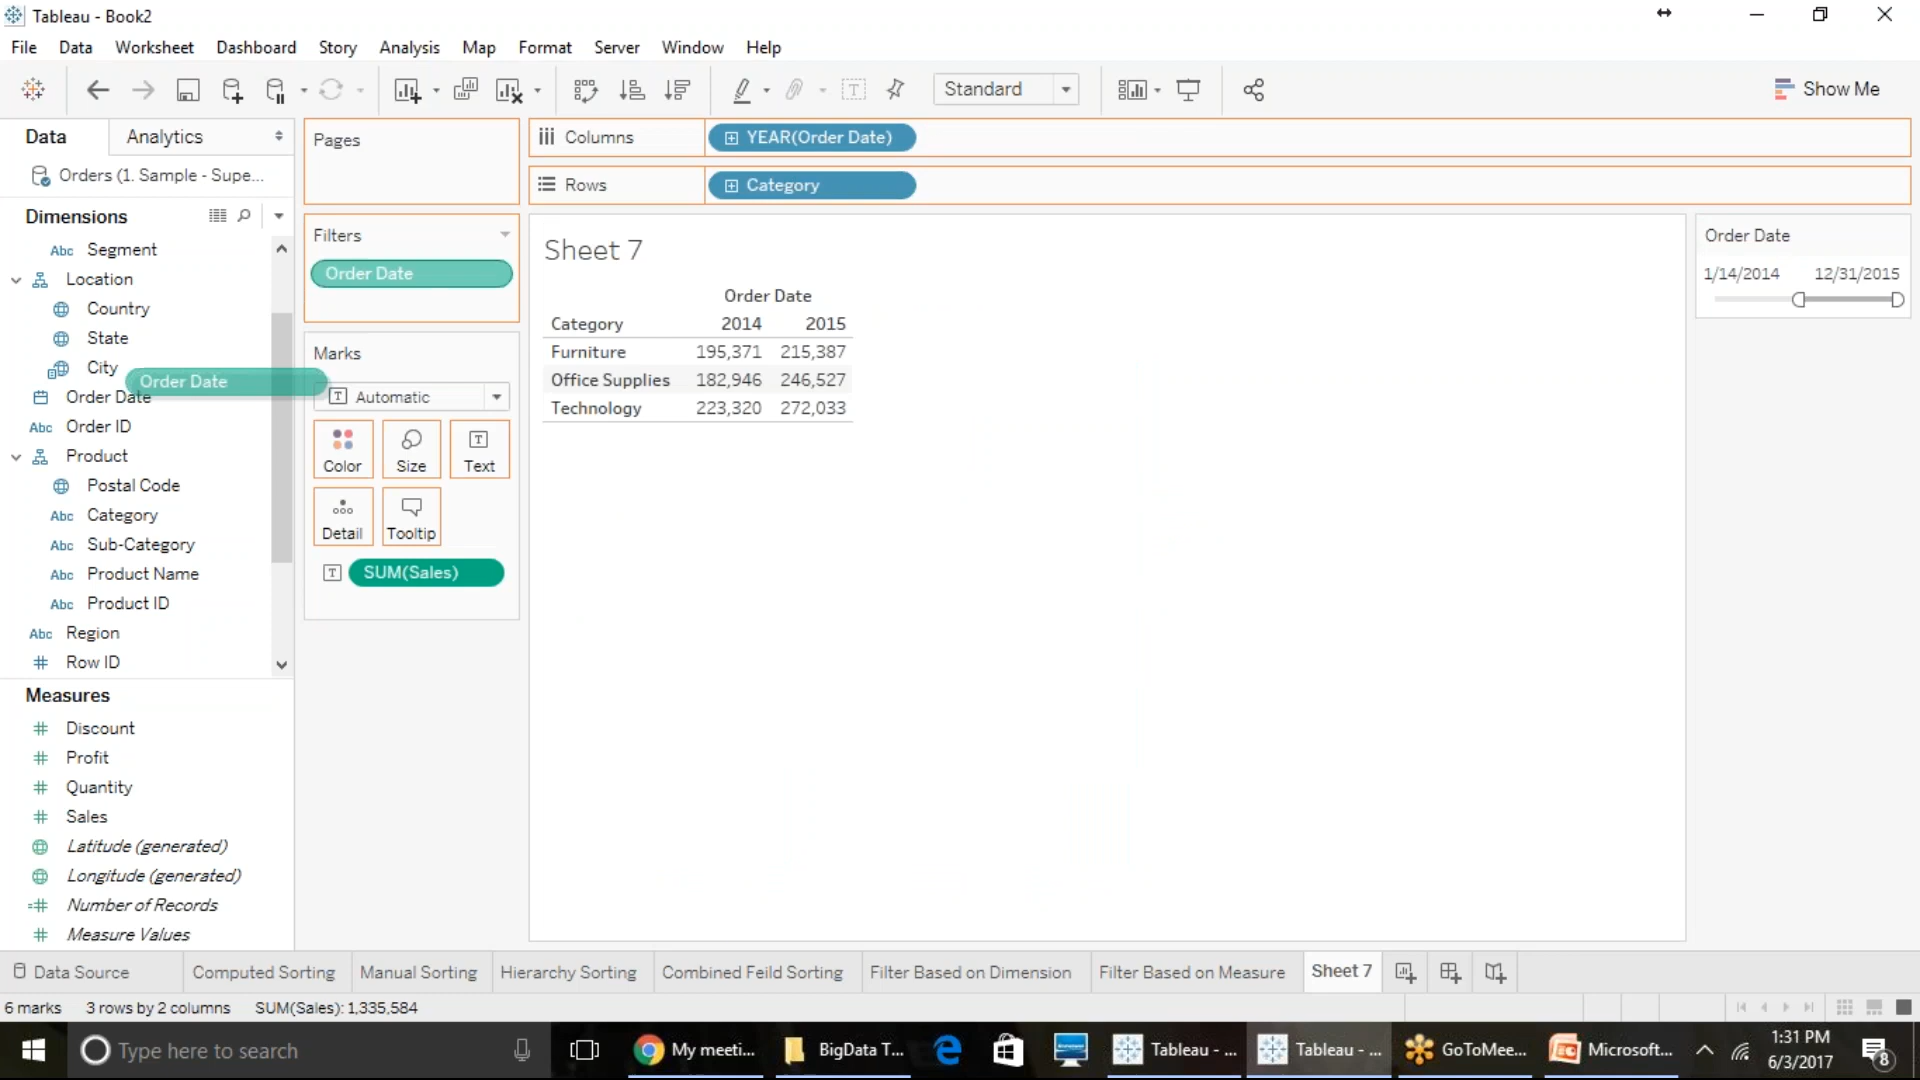 Tableau - Book2
File Data Worksheet Dashboard Story Analysis Map Format Server Window Help
Standard
Show Me
Data Analytics
Orders (1. Sample - Supe...
Dimensions
Abc Segment
Location
Country
State
City
Order Date
Order Date
Abc Order ID
Product
Postal Code
Abc Category
Abc Sub-Category
Abc Product Name
Abc Product ID
Abc Region
# Row ID
Measures
# Discount
# Profit
# Quantity
# Sales
Latitude (generated)
Longitude (generated)
=# Number of Records
# Measure Values
Pages
Filters
Order Date
Marks
T Automatic
Color Size Text
Detail Tooltip
T SUM(Sales)
Columns YEAR(Order Date)
Rows Category
Sheet 7
Order Date
Category 2014 2015
Furniture 195,371 215,387
Office Supplies 182,946 246,527
Technology 223,320 272,033
Order Date
1/14/2014 12/31/2015
Data Source Computed Sorting Manual Sorting Hierarchy Sorting Combined Feild Sorting Filter Based on Dimension Filter Based on Measure Sheet 7
6 marks 3 rows by 2 columns SUM(Sales): 1,335,584
Type here to search
My meeti... BigData T... Tableau - ... Tableau - ... GoToMee... Microsoft...
1:31 PM
6/3/2017
8